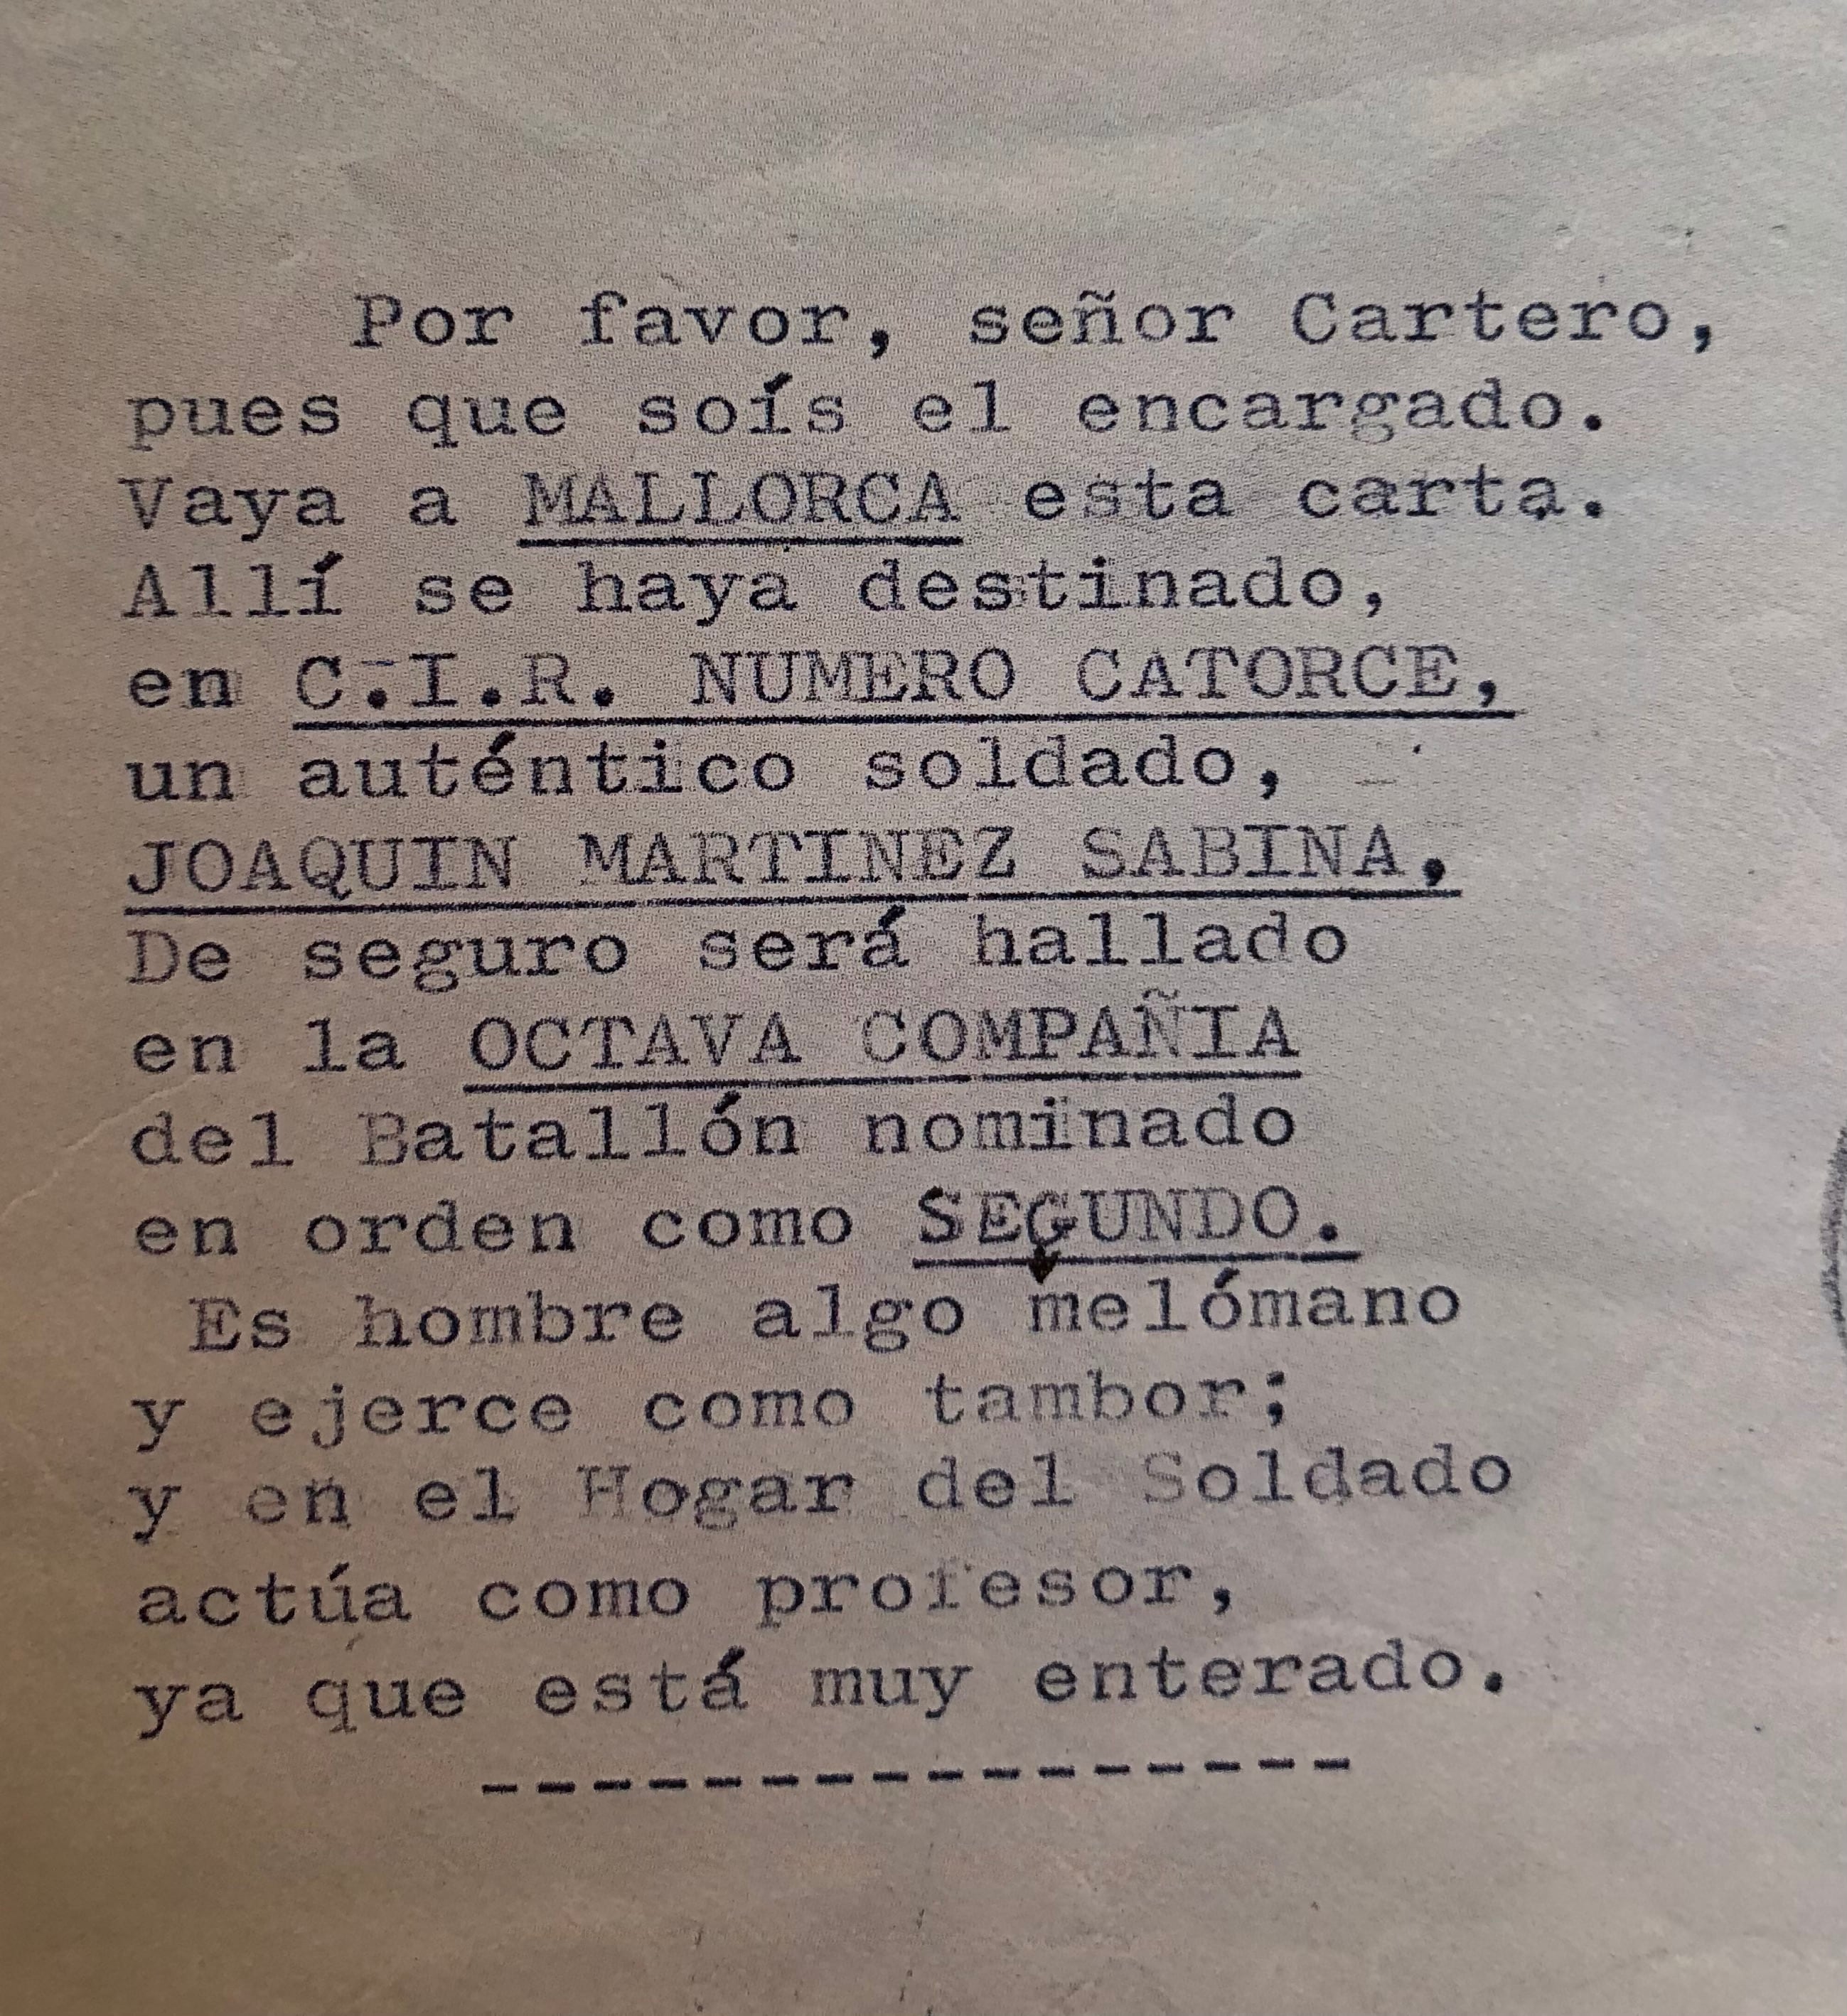 Por favor, señor Cartero,
pues que soís el encargado.
Vaya a MALLORCA esta carta.
Allí se haya destinado,
en C.I.R. NUMERO CATORCE,
un auténtico soldado,
JOAQUIN MARTINEZ SABINA.
De seguro será hallado
en la OCTAVA COMPAÑIA
del Batallón nominado
en orden como SEGUNDO.
Es hombre algo melómano
y ejerce como tambor;
y en el Hogar del Soldado
actúa como profesor,
ya que está muy enterado.
----------------